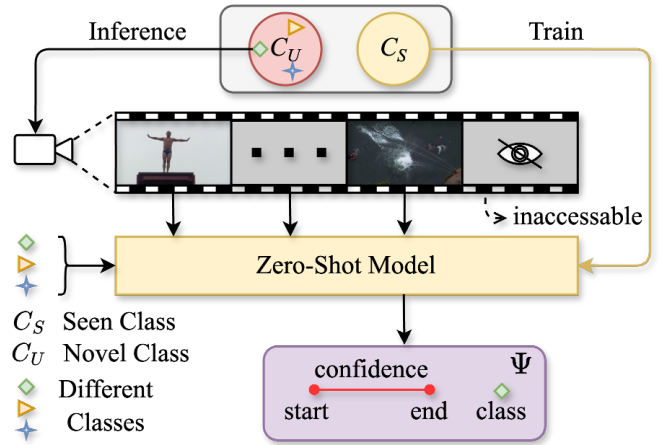 Inference
C_U
C_S
Train
inaccessable
Zero-Shot Model
C_S Seen Class
C_U Novel Class
Different
Classes
confidence
Ψ
start
end
class